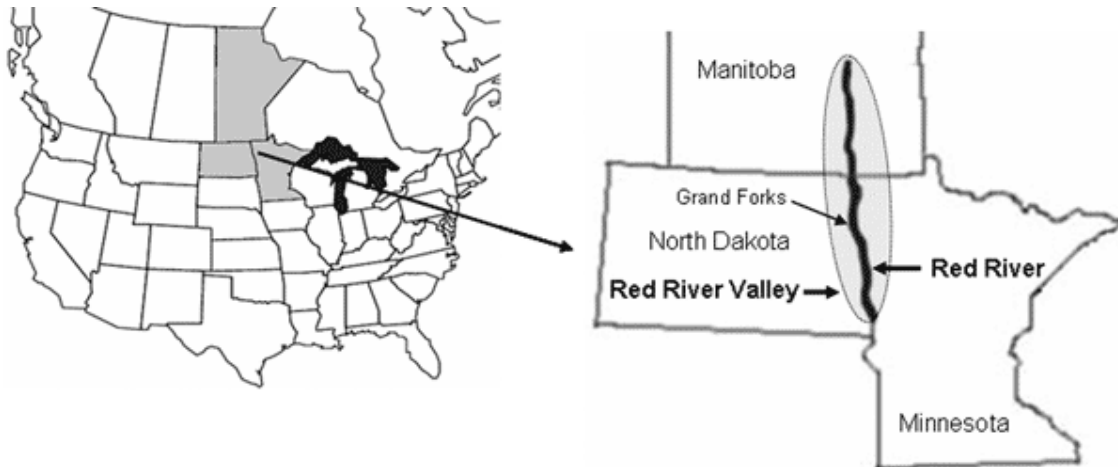 Manitoba
Grand Forks
North Dakota
Red River
Red River Valley
Minnesota